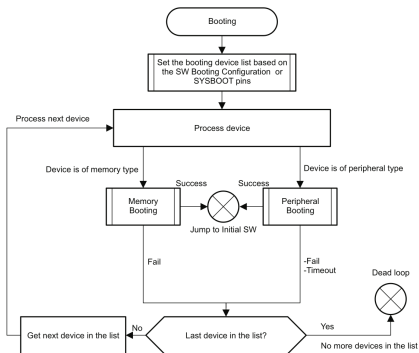 Booting
Set the booting device list based on
the SW Booting Configuration or
SYSBOOT pins
Process next device
Process device
Device is of memory type
Device is of peripheral type
Success
Success
Memory
Booting
Peripheral
Booting
Jump to Initial SW
Fail
-Fail
-Timeout
Dead loop
Get next device in the list
No
Last device in the list?
Yes
No more devices in the list